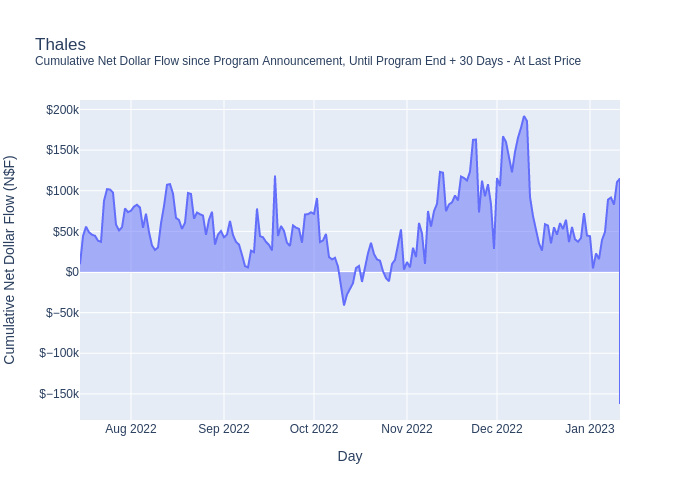 Thales
Cumulative Net Dollar Flow since Program Announcement, Until Program End + 30 Days - At Last Price
Cumulative Net Dollar Flow (N$F)
$200k
$150k
$100k
$50k
$0
$−50k
$−100k
$−150k
Aug 2022
Sep 2022
Oct 2022
Nov 2022
Dec 2022
Jan 2023
Day